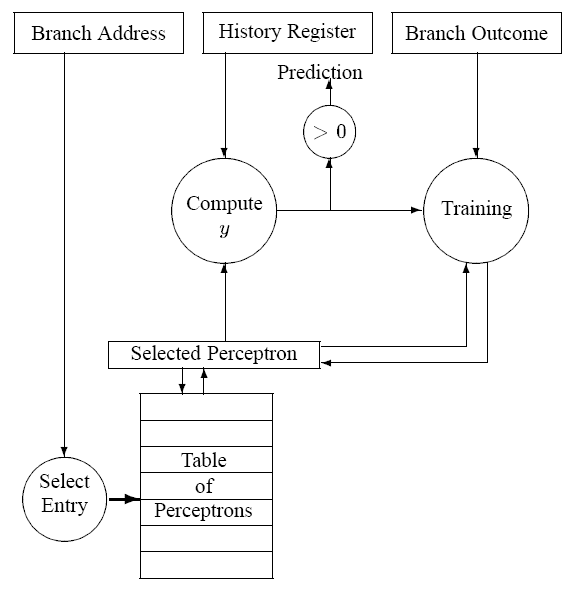 Branch Address
History Register
Branch Outcome
Prediction
> 0
Compute
y
Training
Selected Perceptron
Table
of
Perceptrons
Select
Entry